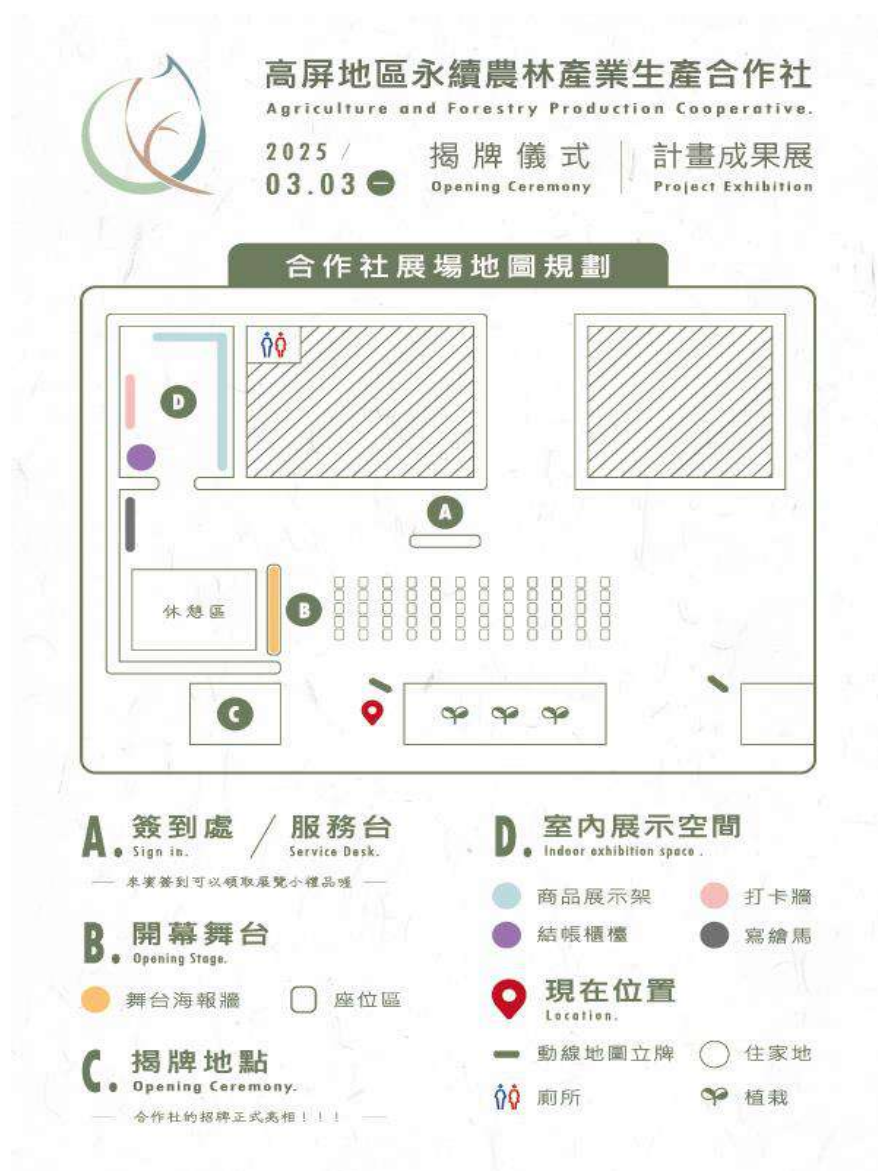 高屏地區永續農林產業生產合作社
Agriculture and Forestry Production Cooperative.
2025 /
03.03 一
揭牌儀式
Opening Ceremony
計畫成果展
Project Exhibition
合作社展場地圖規劃
D
A
休憩區
B
C
A. 簽到處 / 服務台
Sign in. Service Desk.
來賓簽到可以領取展覽小禮品喔
B. 開幕舞台
Opening Stage.
舞台海報牆
座位區
C. 揭牌地點
Opening Ceremony.
合作社的招牌正式亮相!!!
D. 室內展示空間
Indoor exhibition space .
商品展示架
打卡牆
結帳櫃檯
寫繪馬
現在位置
Location.
動線地圖立牌
住家地
廁所
植栽